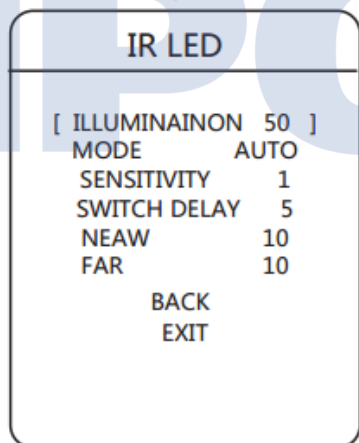 IR LED
[ ILLUMINAINON 50 ]
MODE AUTO
SENSITIVITY 1
SWITCH DELAY 5
NEAW 10
FAR 10
BACK
EXIT